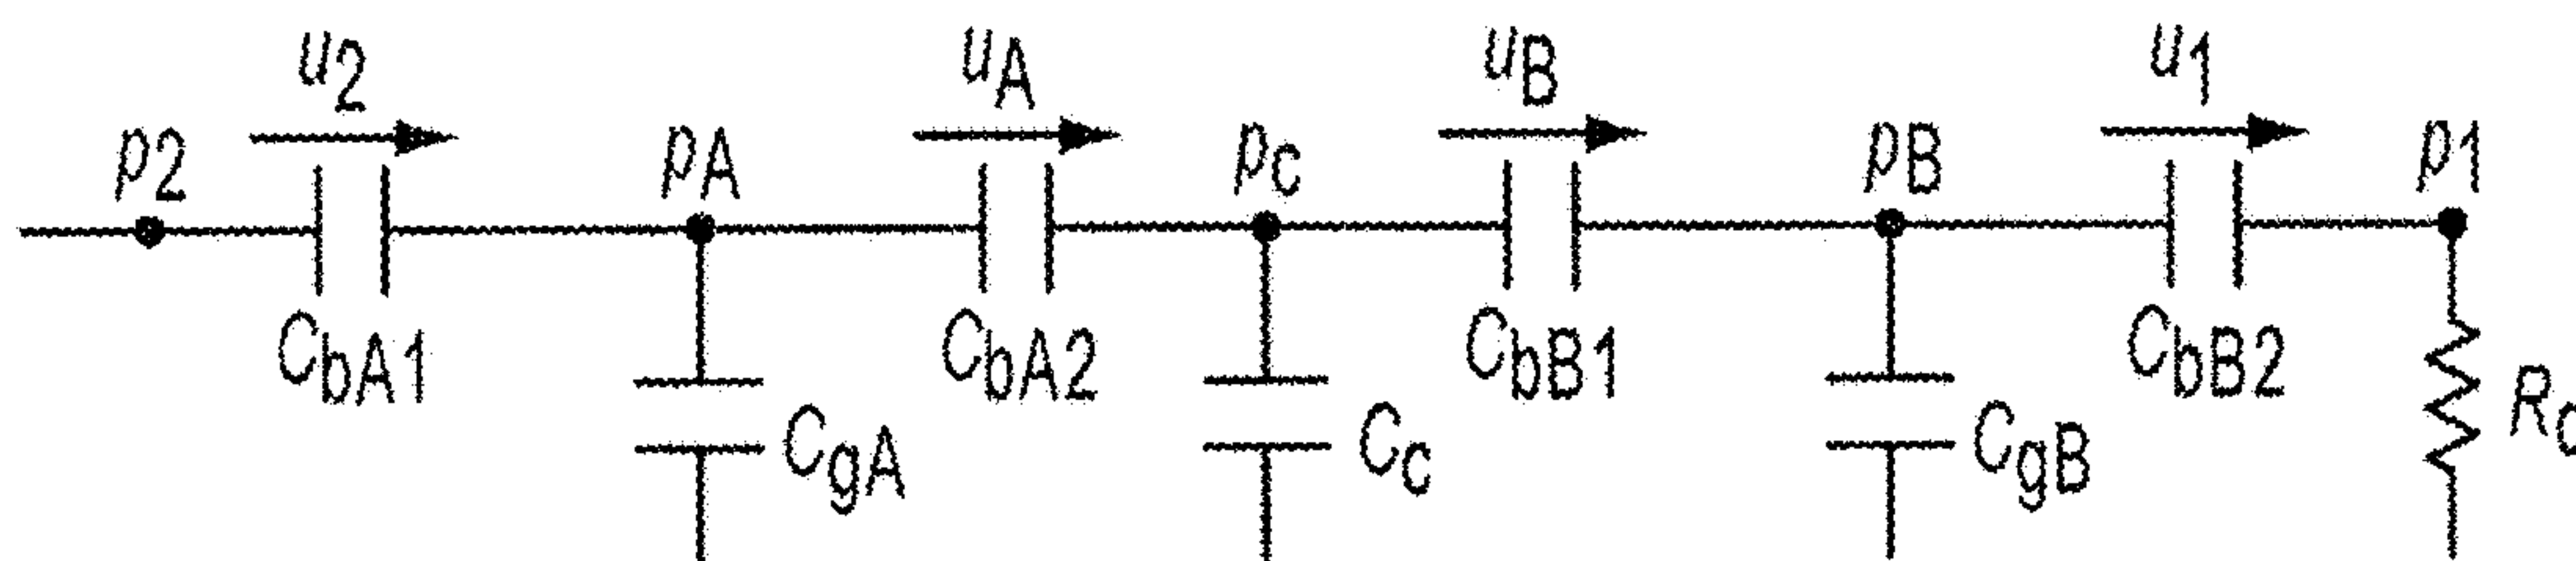 u2 uA uB u1
p2 pA pC pB p1
CbA1 CbA2 CbB1 CbB2
CgA Cc CgB